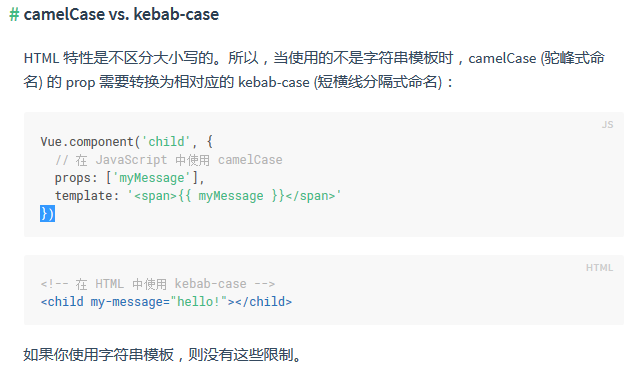 # camelCase vs. kebab-case
HTML 特性是不区分大小写的。所以，当使用的不是字符串模板时，camelCase (驼峰式命
名) 的 prop 需要转换为相对应的 kebab-case (短横线分隔式命名)：
JS
Vue.component('child', {
  // 在 JavaScript 中使用 camelCase
  props: ['myMessage'],
  template: '<span>{{ myMessage }}</span>'
})
HTML
<!-- 在 HTML 中使用 kebab-case -->
<child my-message="hello!"></child>
如果你使用字符串模板，则没有这些限制。